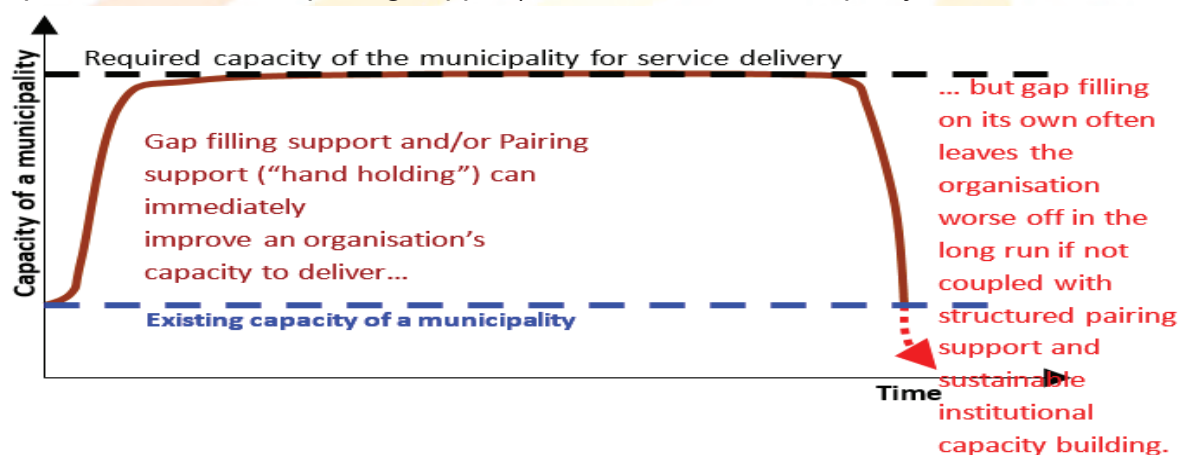 Required capacity of the municipality for service delivery
Capacity of a municipality
Gap filling support and/or Pairing
support (“hand holding”) can
immediately
improve an organisation’s
capacity to deliver...
Existing capacity of a municipality
Time
... but gap filling
on its own often
leaves the
organisation
worse off in the
long run if not
coupled with
structured pairing
support and
sustainable
institutional
capacity building.